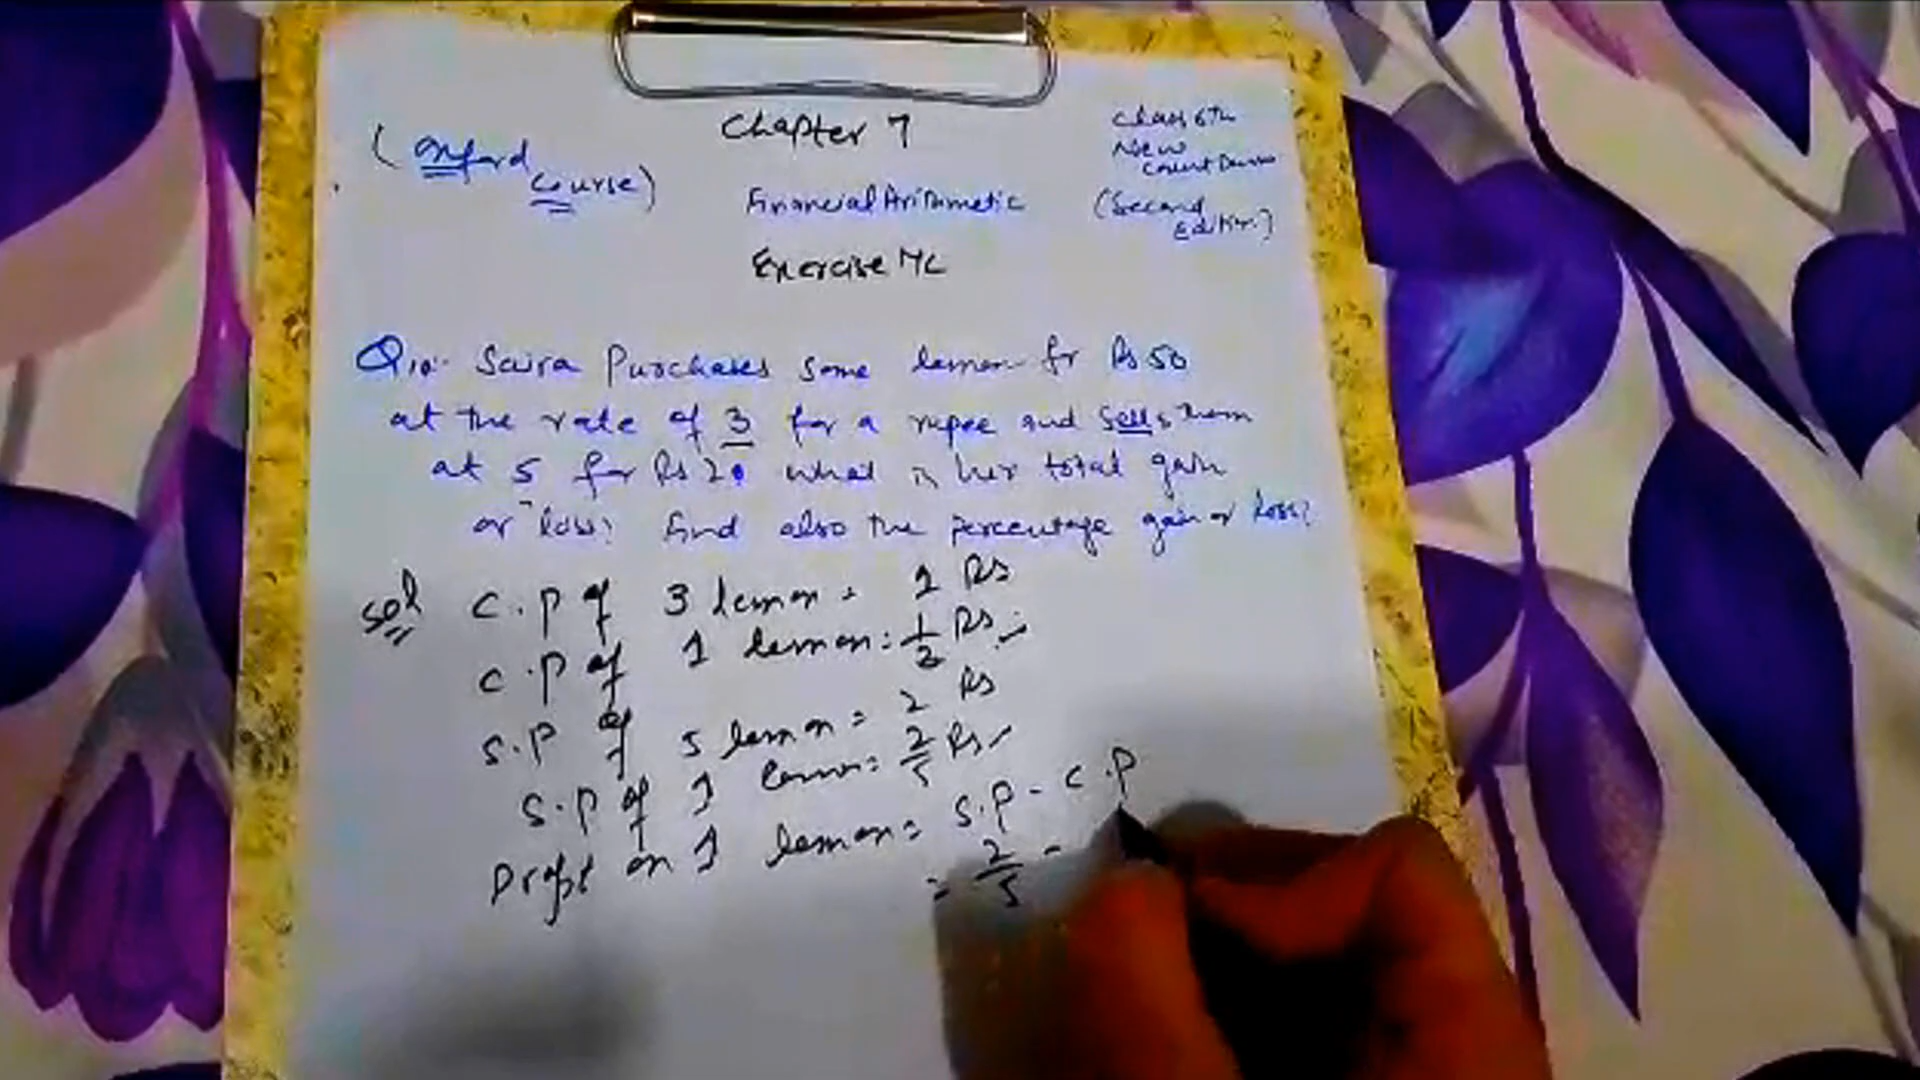 Chapter 7
(Oxford Course)
Class 6th
New
Count Down
(Second Edition)
Financial Arithmetic
Exercise 7C
Q10:- Saira Purchases some lemon for Rs 50
at the rate of 3 for a rupee and sells them
at 5 for Rs 2. what is her total gain
or loss? Find also the percentage gain or loss?
Sol C.P of 3 lemon = 1 Rs
C.P of 1 lemon = 1/3 Rs
S.P of 5 lemon = 2 Rs
S.P of 1 lemon = 2/5 Rs
Profit on 1 lemon = S.P - C.P
= 2/5 -